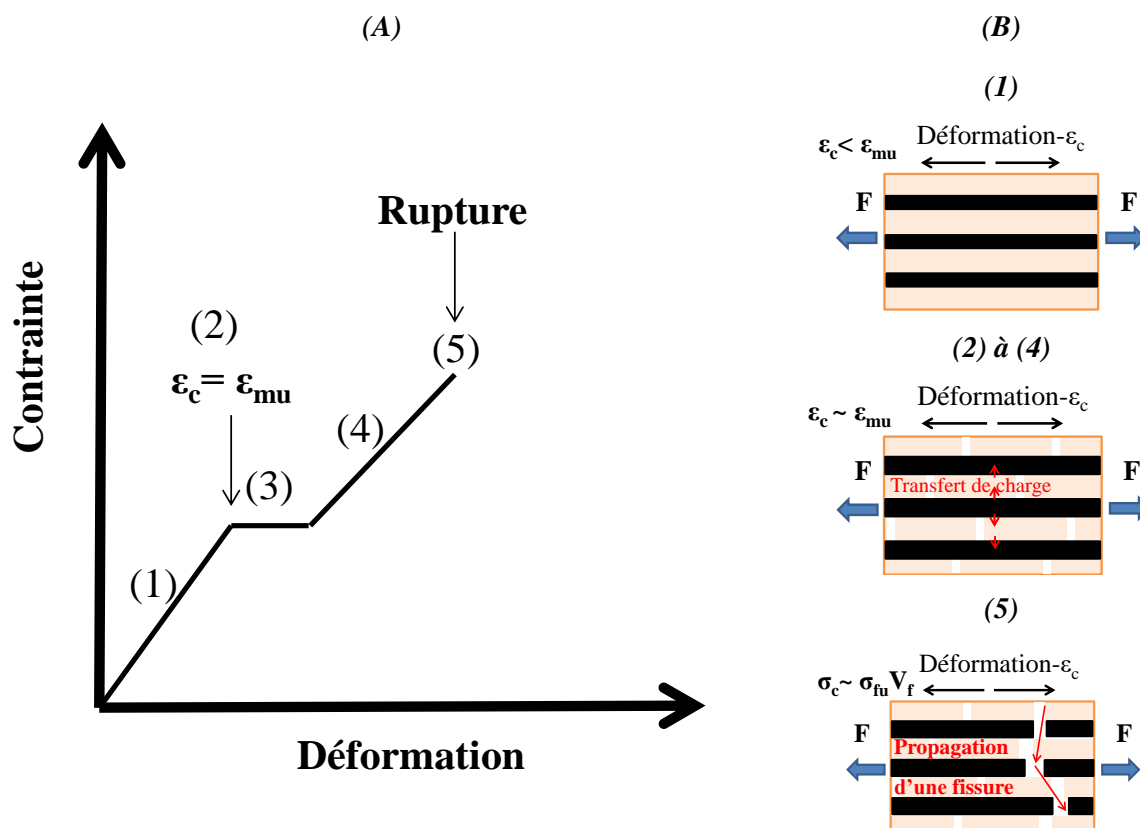 (A)
Contrainte
Rupture
(2)
εc = εmu
(5)
(4)
(3)
(1)
Déformation
(B)
(1)
Déformation-εc
εc< εmu
F
F
(2) à (4)
Déformation-εc
εc ~ εmu
F
F
Transfert de charge
(5)
Déformation-εc
σc~ σfuVf
F
F
Propagation
d'une fissure